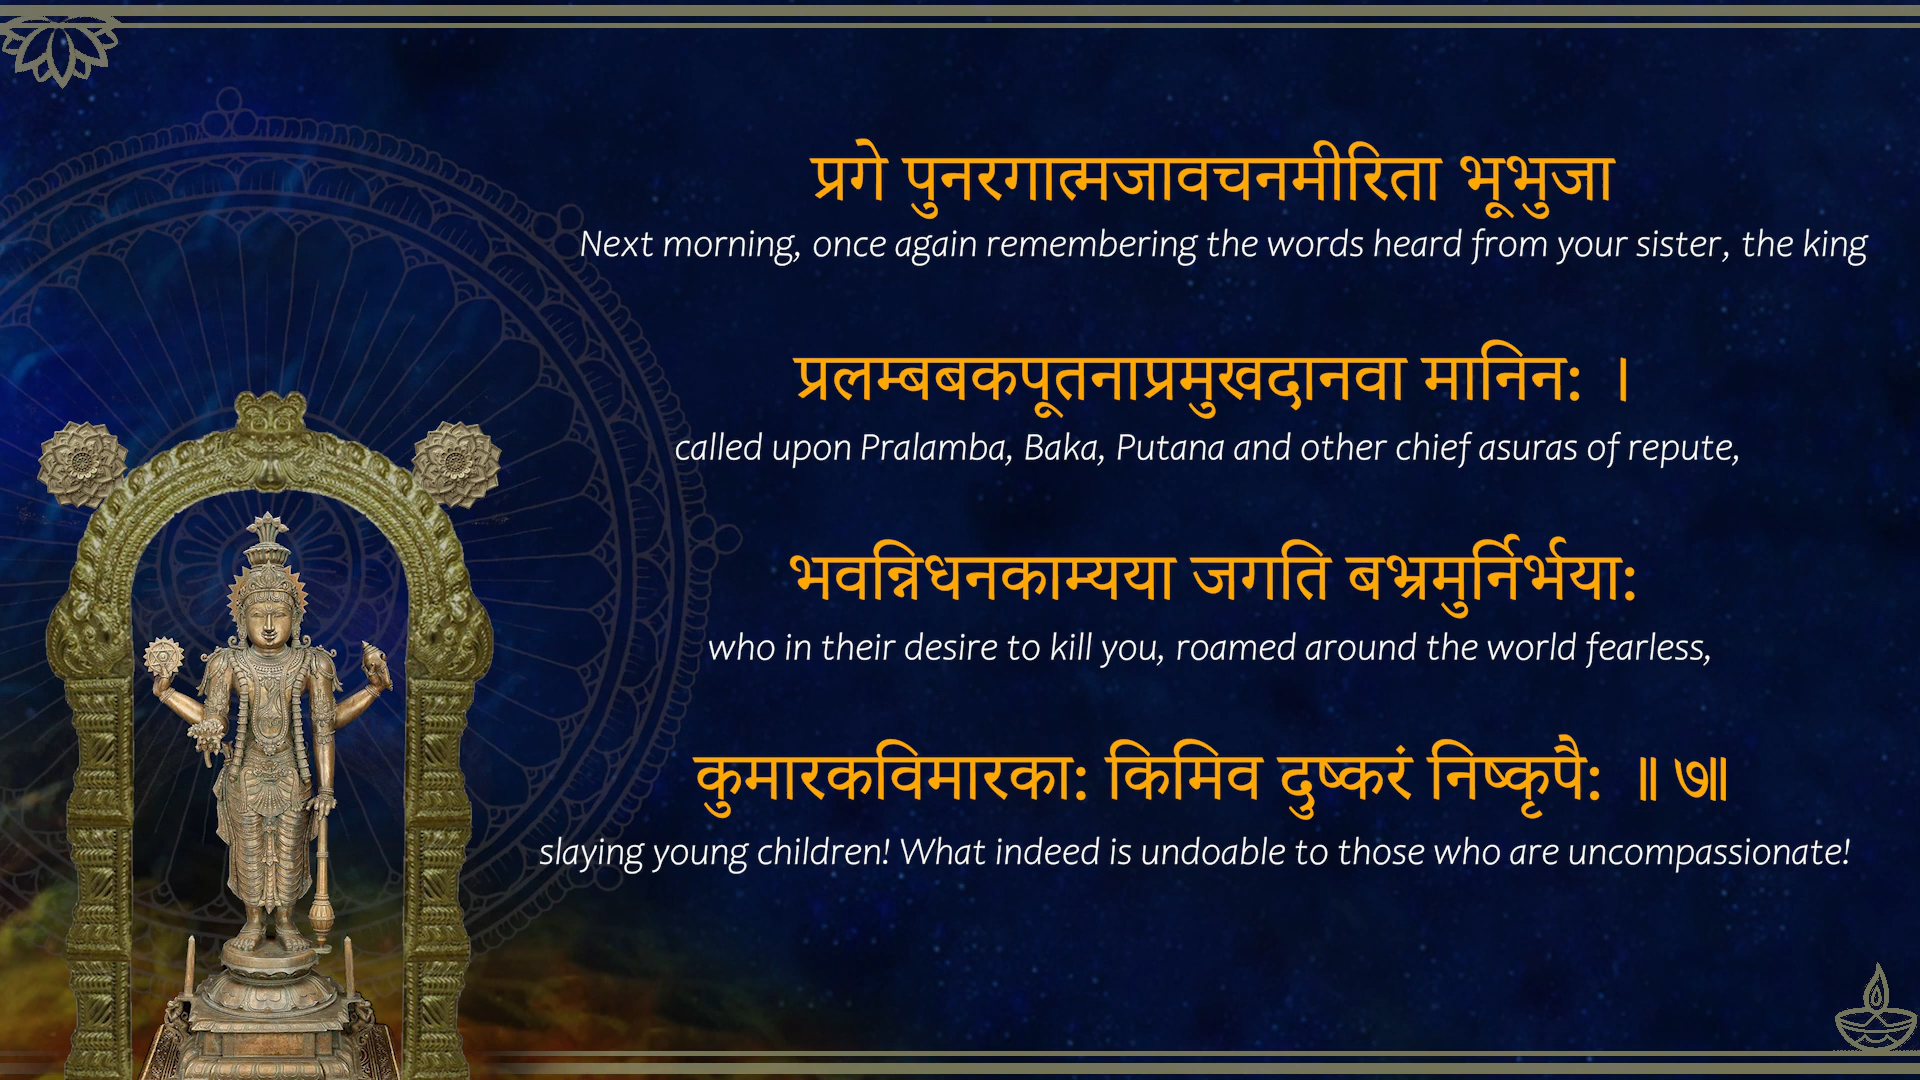 प्रगे पुनरगात्मजावचनमीरिता भूभुजा
Next morning, once again remembering the words heard from your sister, the king
प्रलम्बबकपूतनाप्रमुखदानवा मानिन: ।
called upon Pralamba, Baka, Putana and other chief asuras of repute,
भवन्निधनकाम्यया जगति बभ्रमुर्निर्भया:
who in their desire to kill you, roamed around the world fearless,
कुमारकविमारका: किमिव दुष्करं निष्कृपै: ॥ ७॥
slaying young children! What indeed is undoable to those who are uncompassionate!